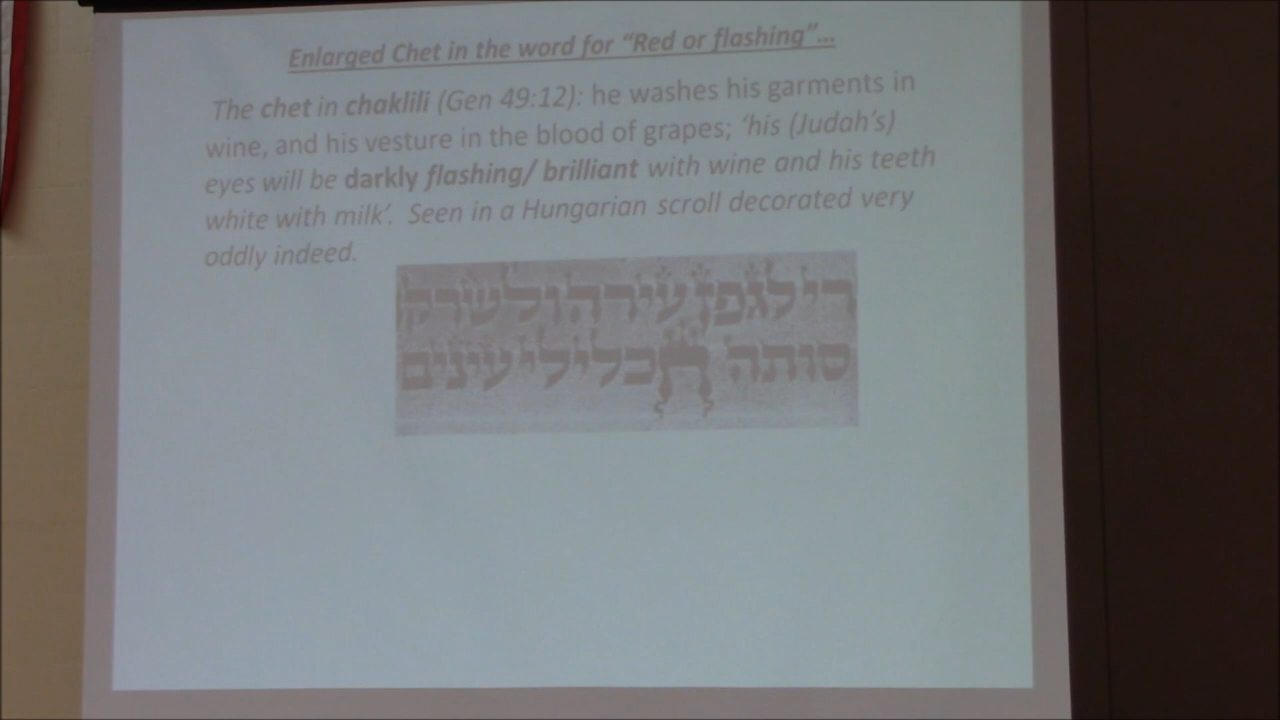 Enlarged Chet in the word for “Red or flashing”...
The chet in chaklili (Gen 49:12): he washes his garments in
wine, and his vesture in the blood of grapes; ‘his (Judah’s)
eyes will be darkly flashing/ brilliant with wine and his teeth
white with milk’. Seen in a Hungarian scroll decorated very
oddly indeed.
רי לגפן עירה ולשרק
סותה חכלילי עינים